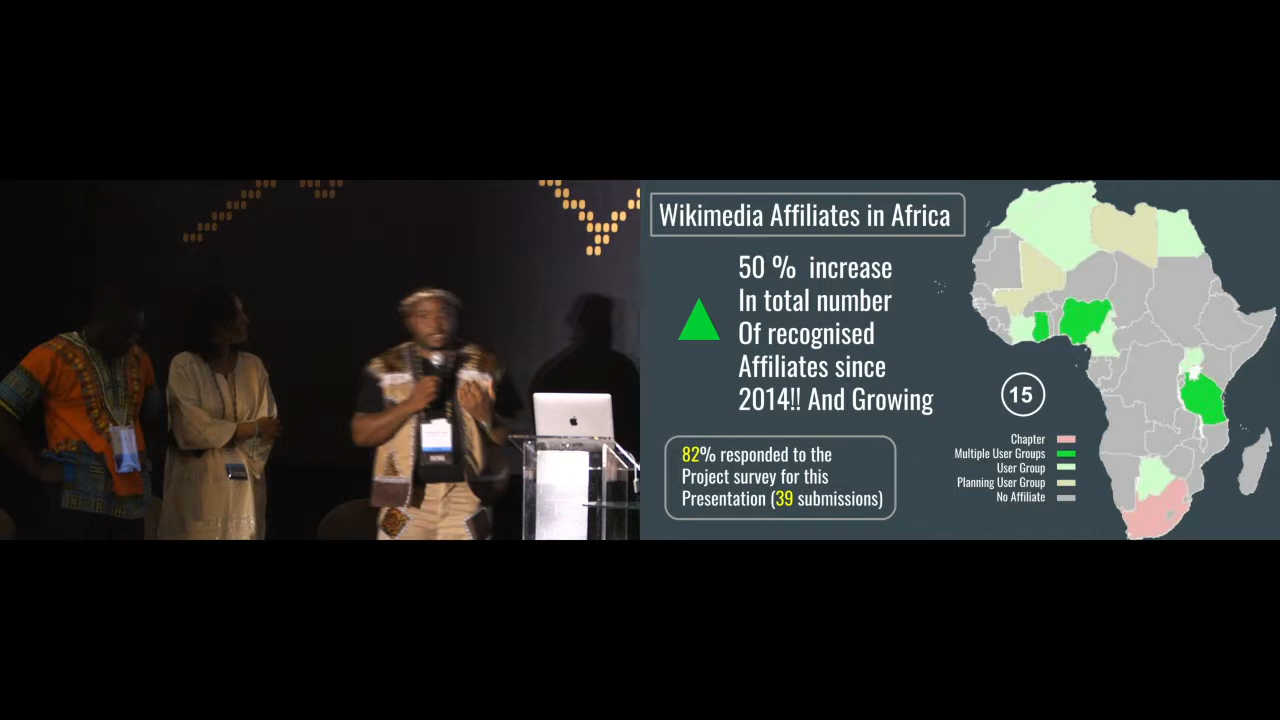 Wikimedia Affiliates in Africa
50 % increase
In total number
Of recognised
Affiliates since
2014!! And Growing
82% responded to the
Project survey for this
Presentation (39 submissions)
15
Chapter
Multiple User Groups
User Group
Planning User Group
No Affiliate